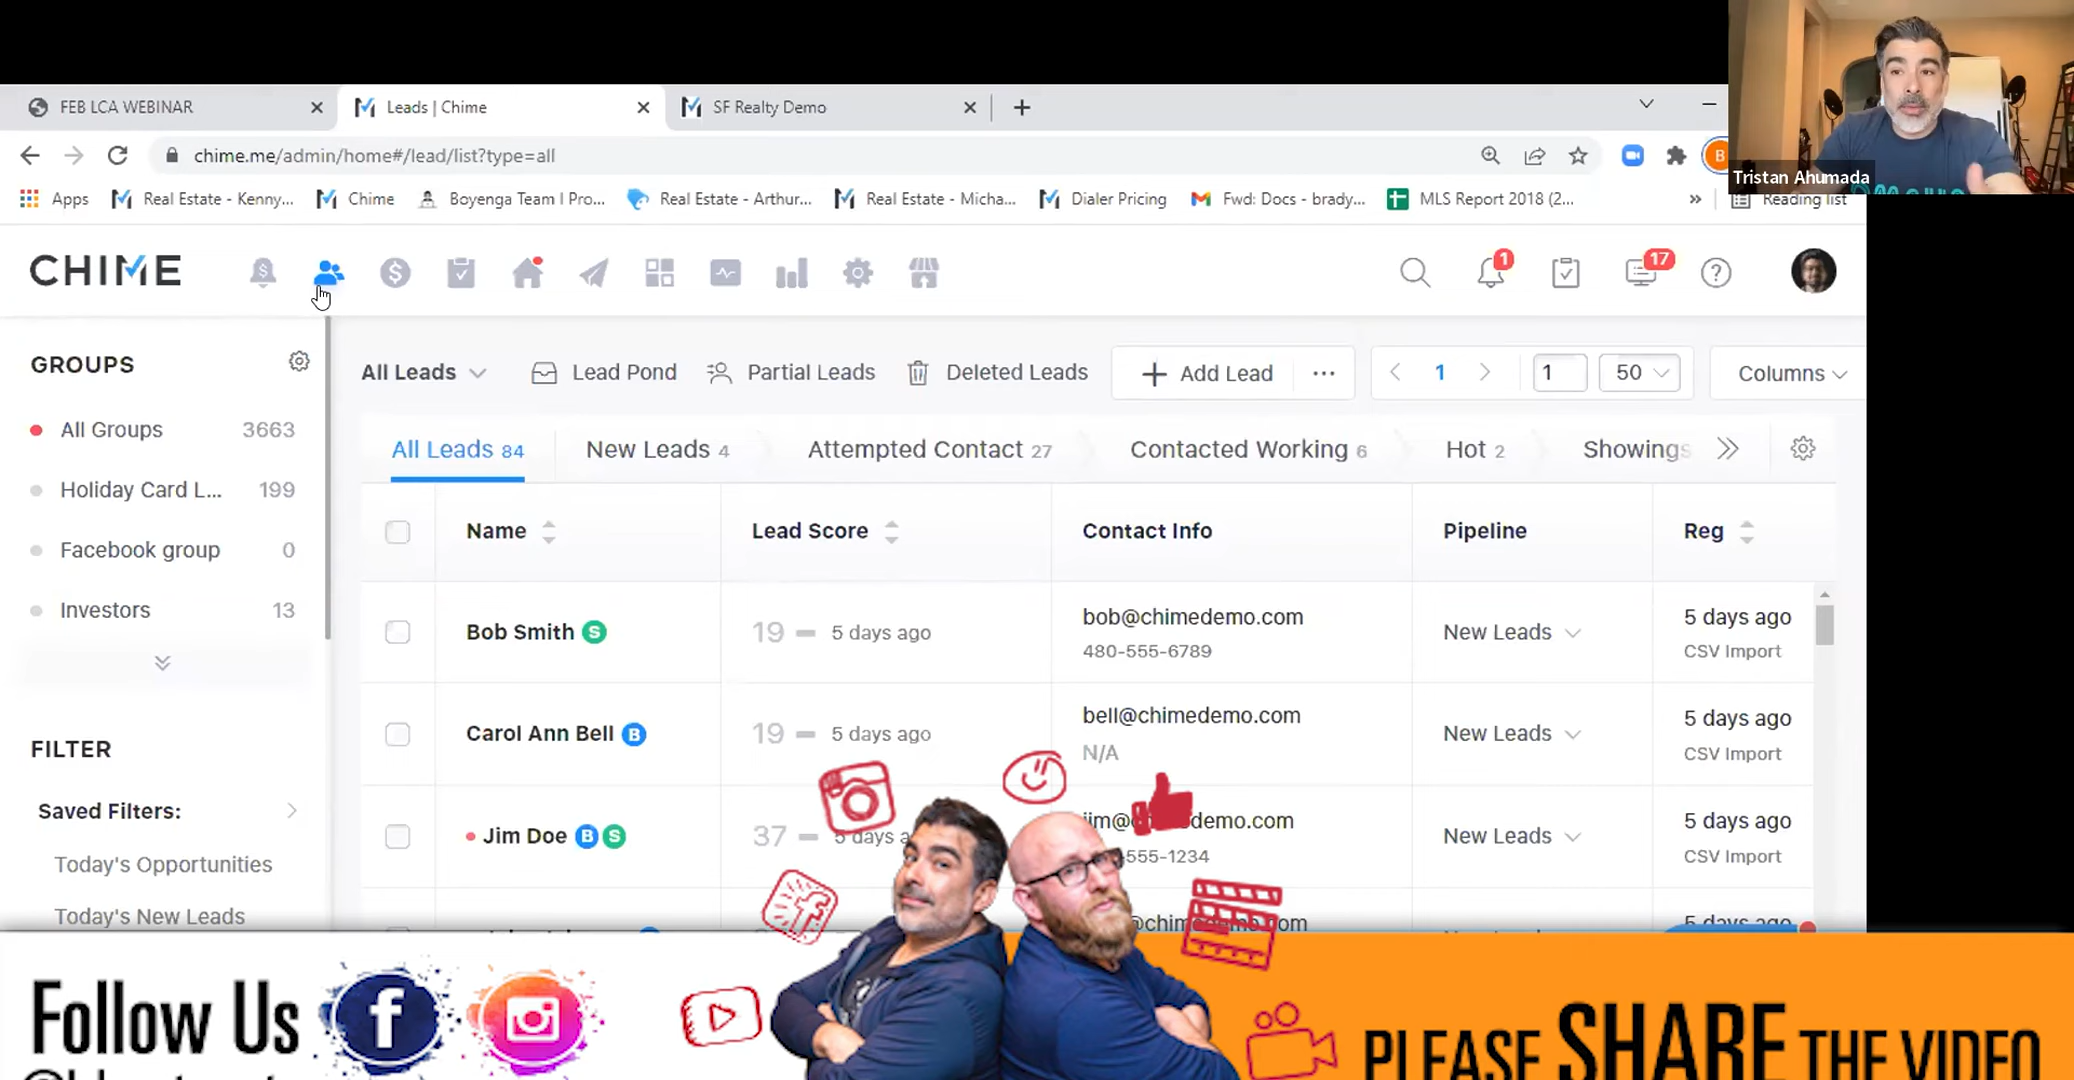 FEB LCA WEBINAR
Leads | Chime
SF Realty Demo
chime.me/admin/home#/lead/list?type=all
B
Tristan Ahumada
Apps
Real Estate - Kenny...
Chime
Boyenga Team I Pro...
Real Estate - Arthur...
Real Estate - Micha...
Dialer Pricing
Fwd: Docs - brady...
MLS Report 2018 (2...
Reading list
CHIME
1
17
GROUPS
All Groups 3663
Holiday Card L... 199
Facebook group 0
Investors 13
FILTER
Saved Filters:
Today's Opportunities
Today's New Leads
All Leads
Lead Pond
Partial Leads
Deleted Leads
Add Lead
1
1
50
Columns
All Leads 84
New Leads 4
Attempted Contact 27
Contacted Working 6
Hot 2
Showings
Name
Lead Score
Contact Info
Pipeline
Reg
Bob Smith S
19
5 days ago
bob@chimedemo.com
480-555-6789
New Leads
5 days ago
CSV Import
Carol Ann Bell B
19
5 days ago
bell@chimedemo.com
N/A
New Leads
5 days ago
CSV Import
Jim Doe B S
37
5 days a
555-1234
New Leads
5 days ago
CSV Import
5 days ago
Follow Us
PLEASE SHARE THE VIDEO